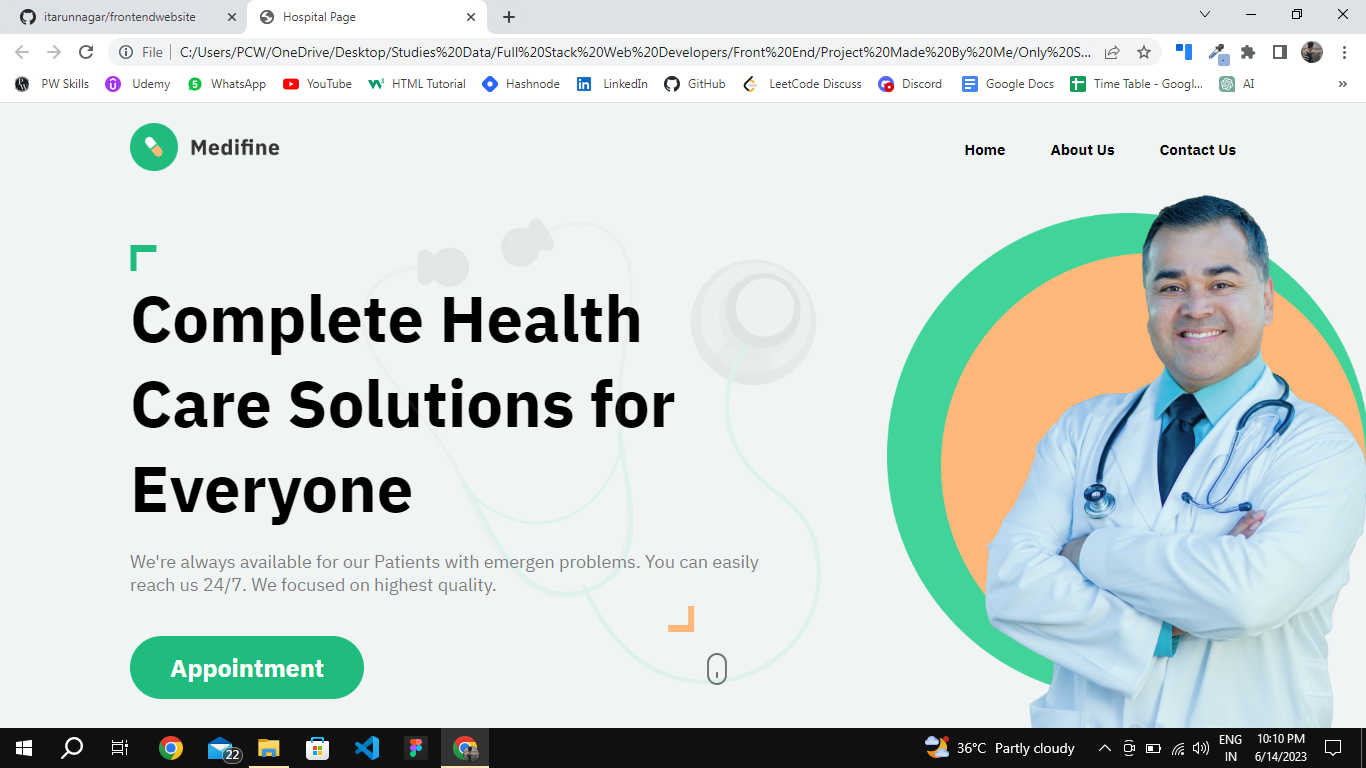 itarunnagar/frontendwebsite
Hospital Page
File
C:/Users/PCW/OneDrive/Desktop/Studies%20Data/Full%20Stack%20Web%20Developers/Front%20End/Project%20Made%20By%20Me/Only%20S...
PW Skills
Udemy
WhatsApp
YouTube
HTML Tutorial
Hashnode
LinkedIn
GitHub
LeetCode Discuss
Discord
Google Docs
Time Table - Googl...
AI
»
Medifine
Home
About Us
Contact Us
Complete Health
Care Solutions for
Everyone
We're always available for our Patients with emergen problems. You can easily
reach us 24/7. We focused on highest quality.
Appointment
22
36°C Partly cloudy
ENG
IN
10:10 PM
6/14/2023